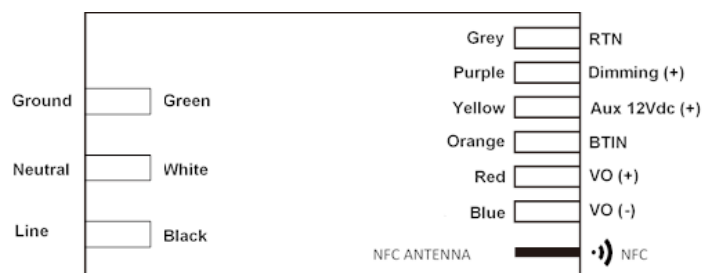 Grey RTN
Purple Dimming (+)
Ground Green Yellow Aux 12Vdc (+)
Orange BTIN
Neutral White Red VO (+)
Blue VO (-)
Line Black
NFC ANTENNA NFC